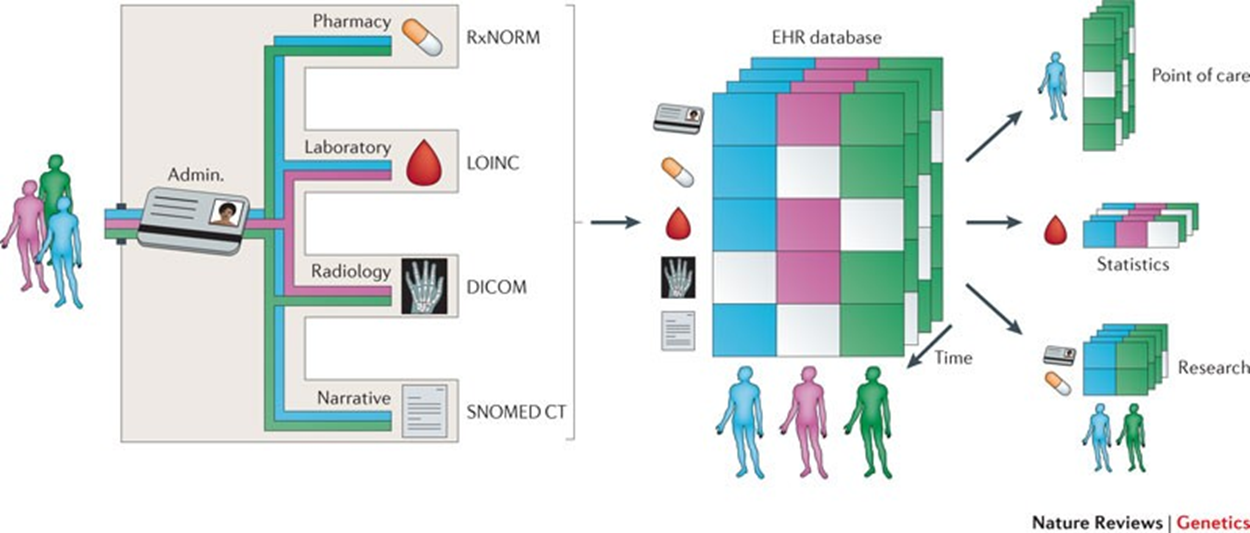 Pharmacy
RxNORM
Laboratory
LOINC
Admin.
Radiology
DICOM
Narrative
SNOMED CT
EHR database
Time
Point of care
Statistics
Research
Nature Reviews | Genetics